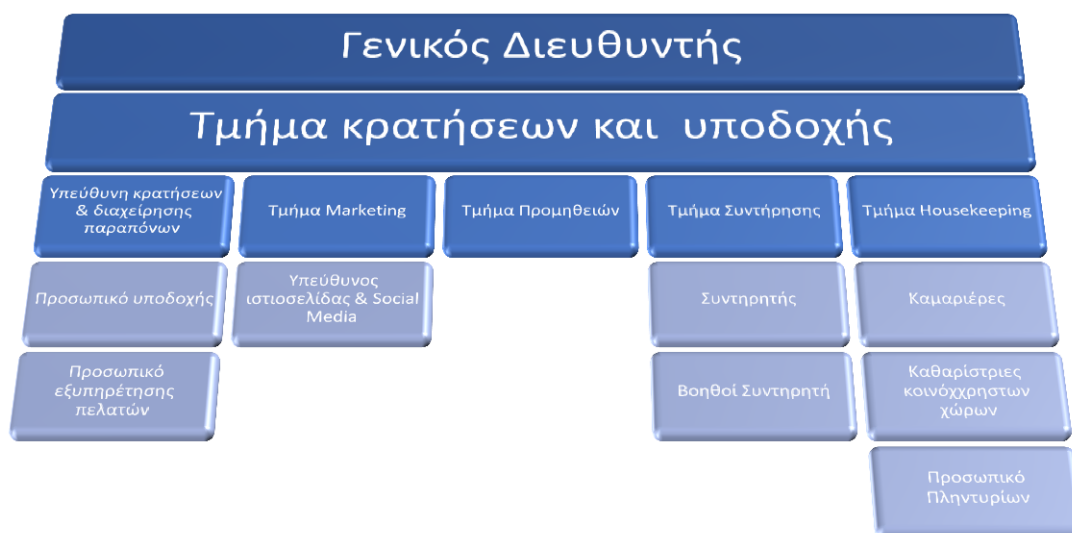 Γενικός Διευθυντής
Τμήμα κρατήσεων και υποδοχής
Υπεύθυνη κρατήσεων
& διαχείρησης
παραπόνων
Τμήμα Marketing
Τμήμα Προμηθειών
Τμήμα Συντήρησης
Τμήμα Housekeeping
Προσωπικό υποδοχής
Υπεύθυνος
ιστιοσελίδας & Social
Media
Συντηρητής
Καμαριέρες
Προσωπικό
εξυπηρέτησης
πελατών
Βοηθοί Συντηρητή
Καθαρίστριες
κοινόχχρηστων
χώρων
Προσωπικό
Πληντυρίων